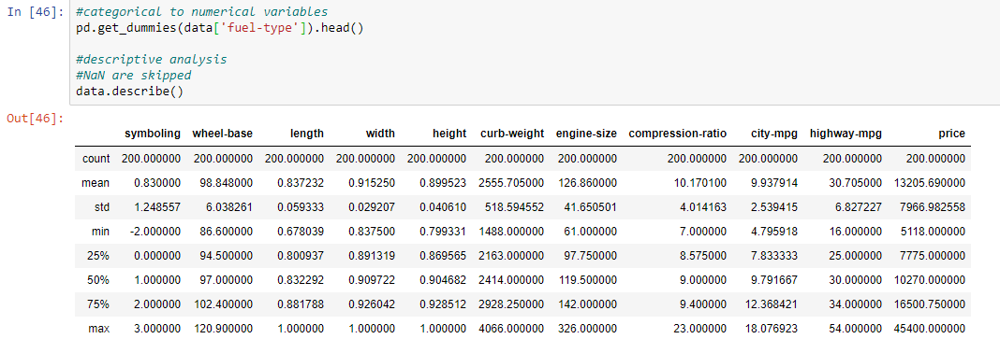 In [46]: #categorical to numerical variables
pd.get_dummies(data['fuel-type']).head()
#descriptive analysis
#NaN are skipped
data.describe()
Out[46]:
symboling wheel-base length width height curb-weight engine-size compression-ratio city-mpg highway-mpg price
count 200.000000 200.000000 200.000000 200.000000 200.000000 200.000000 200.000000 200.000000 200.000000 200.000000 200.000000
mean 0.830000 98.848000 0.837232 0.915250 0.899523 2555.705000 126.860000 10.170100 9.937914 30.705000 13205.690000
std 1.248557 6.038261 0.059333 0.029207 0.040610 518.594552 41.650501 4.014163 2.539415 6.827227 7966.982558
min -2.000000 86.600000 0.678039 0.837500 0.799331 1488.000000 61.000000 7.000000 4.795918 16.000000 5118.000000
25% 0.000000 94.500000 0.800937 0.891319 0.869565 2163.000000 97.750000 8.575000 7.833333 25.000000 7775.000000
50% 1.000000 97.000000 0.832292 0.909722 0.904682 2414.000000 119.500000 9.000000 9.791667 30.000000 10270.000000
75% 2.000000 102.400000 0.881788 0.926042 0.928512 2928.250000 142.000000 9.400000 12.368421 34.000000 16500.750000
max 3.000000 120.900000 1.000000 1.000000 1.000000 4066.000000 326.000000 23.000000 18.076923 54.000000 45400.000000